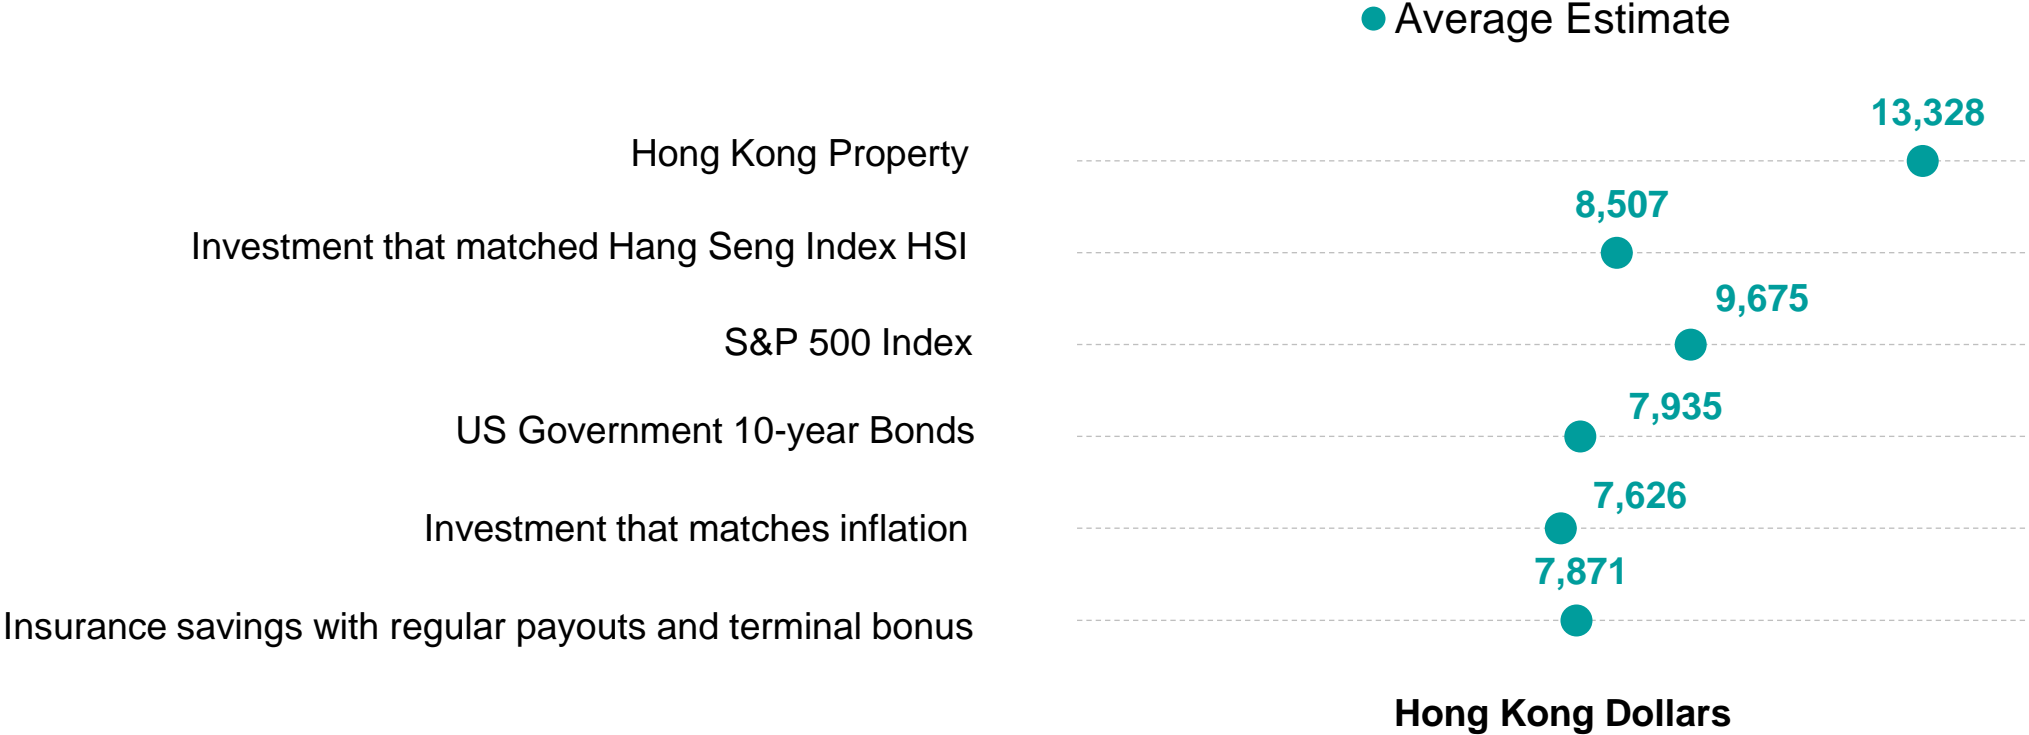 Average Estimate
13,328
Hong Kong Property
8,507
Investment that matched Hang Seng Index HSI
9,675
S&P 500 Index
7,935
US Government 10-year Bonds
7,626
Investment that matches inflation
7,871
Insurance savings with regular payouts and terminal bonus
Hong Kong Dollars